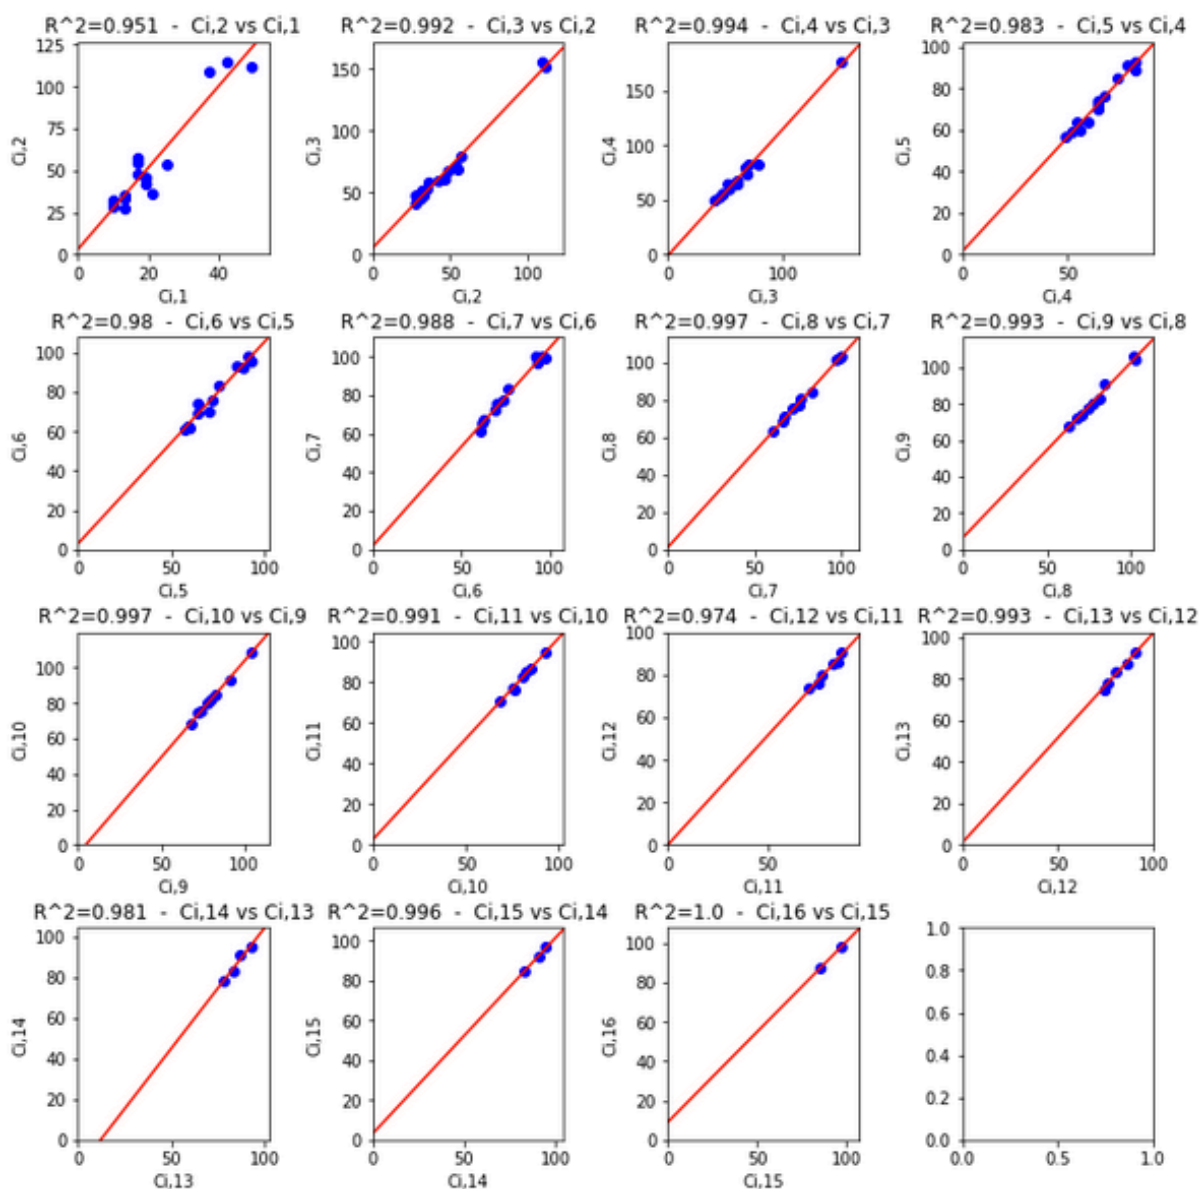 R^2=0.951 - Ci,2 vs Ci,1 R^2=0.992 - Ci,3 vs Ci,2 R^2=0.994 - Ci,4 vs Ci,3 R^2=0.983 - Ci,5 vs Ci,4
125 100 75 50 25 0
Ci,2
0 20 40
Ci,1
150 100 50 0
Ci,3
0 50 100
Ci,2
150 100 50 0
Ci,4
0 100
Ci,3
100 80 60 40 20 0
Ci,5
50
Ci,4
R^2=0.98 - Ci,6 vs Ci,5 R^2=0.988 - Ci,7 vs Ci,6 R^2=0.997 - Ci,8 vs Ci,7 R^2=0.993 - Ci,9 vs Ci,8
100 80 60 40 20 0
Ci,6
0 50 100
Ci,5
100 80 60 40 20 0
Ci,7
0 50 100
Ci,6
100 80 60 40 20 0
Ci,8
0 50 100
Ci,7
100 80 60 40 20 0
Ci,9
0 50 100
Ci,8
R^2=0.997 - Ci,10 vs Ci,9 R^2=0.991 - Ci,11 vs Ci,10 R^2=0.974 - Ci,12 vs Ci,11 R^2=0.993 - Ci,13 vs Ci,12
100 80 60 40 20 0
Ci,10
0 50 100
Ci,9
100 80 60 40 20 0
Ci,11
0 50 100
Ci,10
100 80 60 40 20 0
Ci,12
0 50
Ci,11
100 80 60 40 20 0
Ci,13
0 50 100
Ci,12
R^2=0.981 - Ci,14 vs Ci,13 R^2=0.996 - Ci,15 vs Ci,14 R^2=1.0 - Ci,16 vs Ci,15
100 80 60 40 20 0
Ci,14
0 50 100
Ci,13
100 80 60 40 20 0
Ci,15
0 50 100
Ci,14
100 80 60 40 20 0
Ci,16
0 50 100
Ci,15
1.0 0.8 0.6 0.4 0.2 0.0
0.0 0.5 1.0